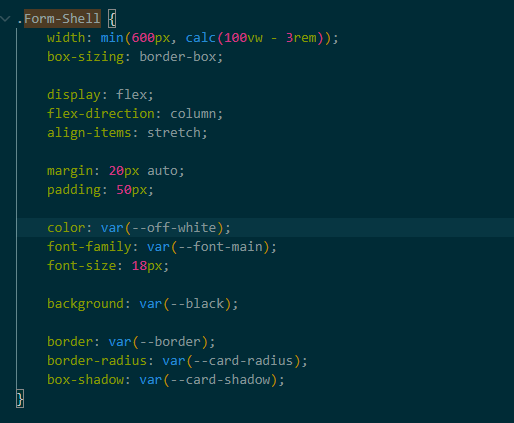 .Form-Shell {
width: min(600px, calc(100vw - 3rem));
box-sizing: border-box;
display: flex;
flex-direction: column;
align-items: stretch;
margin: 20px auto;
padding: 50px;
color: var(--off-white);
font-family: var(--font-main);
font-size: 18px;
background: var(--black);
border: var(--border);
border-radius: var(--card-radius);
box-shadow: var(--card-shadow);
}